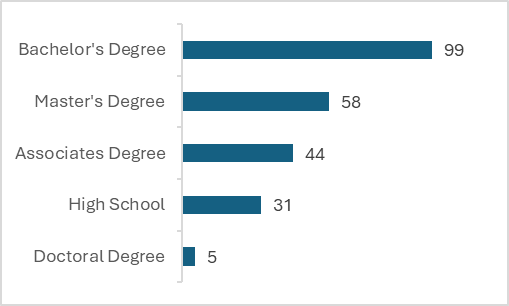 Bachelor's Degree 99
Master's Degree 58
Associates Degree 44
High School 31
Doctoral Degree 5